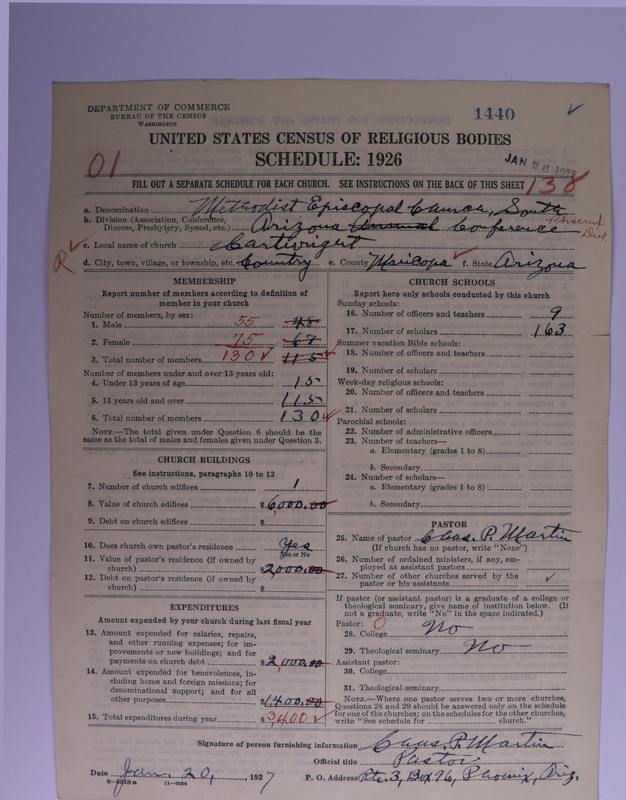 DEPARTMENT OF COMMERCE
BUREAU OF THE CENSUS
WASHINGTON
1440 ✓
UNITED STATES CENSUS OF RELIGIOUS BODIES
SCHEDULE: 1926
01
JAN 26
138
FILL OUT A SEPARATE SCHEDULE FOR EACH CHURCH. SEE INSTRUCTIONS ON THE BACK OF THIS SHEET
a. Denomination Methodist Episcopal Church, South
b. Division (Association, Conference, Diocese, Presbytery, Synod, etc.) Arizona Annual Conference Phoenix Dist
c. Local name of church Cartwright
R ✓
d. City, town, village, or township, etc. Country e. County Maricopa ✓ f. State Arizona
MEMBERSHIP
Report number of members according to definition of
member in your church
Number of members, by sex:
1. Male 55 48
2. Female 75 67
3. Total number of members 130 ✓ 115 ✓
Number of members under and over 13 years old:
4. Under 13 years of age 15
5. 13 years old and over 115
6. Total number of members 130 ✓
NOTE.—The total given under Question 6 should be the
same as the total of males and females given under Question 3.
CHURCH BUILDINGS
See instructions, paragraphs 10 to 12
7. Number of church edifices 1
8. Value of church edifices $6,000.00
9. Debt on church edifices $
10. Does church own pastor's residence Yes
(Yes or No)
11. Value of pastor's residence (if owned by
church) $2,000.00
12. Debt on pastor's residence (if owned by
church) $
EXPENDITURES
Amount expended by your church during last fiscal year
13. Amount expended for salaries, repairs,
and other running expenses; for im-
provements or new buildings; and for
payments on church debt $2,000.00
14. Amount expended for benevolences, in-
cluding home and foreign missions; for
denominational support; and for all
other purposes $1,400.00
15. Total expenditures during year $3,400 ✓
CHURCH SCHOOLS
Report here only schools conducted by this church
Sunday schools:
16. Number of officers and teachers 9
17. Number of scholars 163
Summer vacation Bible schools:
18. Number of officers and teachers
19. Number of scholars
Week-day religious schools:
20. Number of officers and teachers
21. Number of scholars
Parochial schools:
22. Number of administrative officers
23. Number of teachers—
a. Elementary (grades 1 to 8)
b. Secondary
24. Number of scholars—
a. Elementary (grades 1 to 8)
b. Secondary
PASTOR
25. Name of pastor Chas. P. Martin
(If church has no pastor, write "None")
26. Number of ordained ministers, if any, em-
ployed as assistant pastors
27. Number of other churches served by the
pastor or his assistants ✓
If pastor (or assistant pastor) is a graduate of a college or
theological seminary, give name of institution below. (If
not a graduate, write "No" in the space indicated.)
Pastor: 0
28. College No
29. Theological seminary No
Assistant pastor:
30. College
31. Theological seminary
NOTE.—Where one pastor serves two or more churches,
Questions 28 and 29 should be answered only on the schedule
for one of the churches; on the schedules for the other churches,
write "See schedule for church."
Signature of person furnishing information Chas. P. Martin
Official title Pastor
Date Jan. 20, 1927 P. O. Address Rte. 3, Box 96, Phoenix, Ariz.